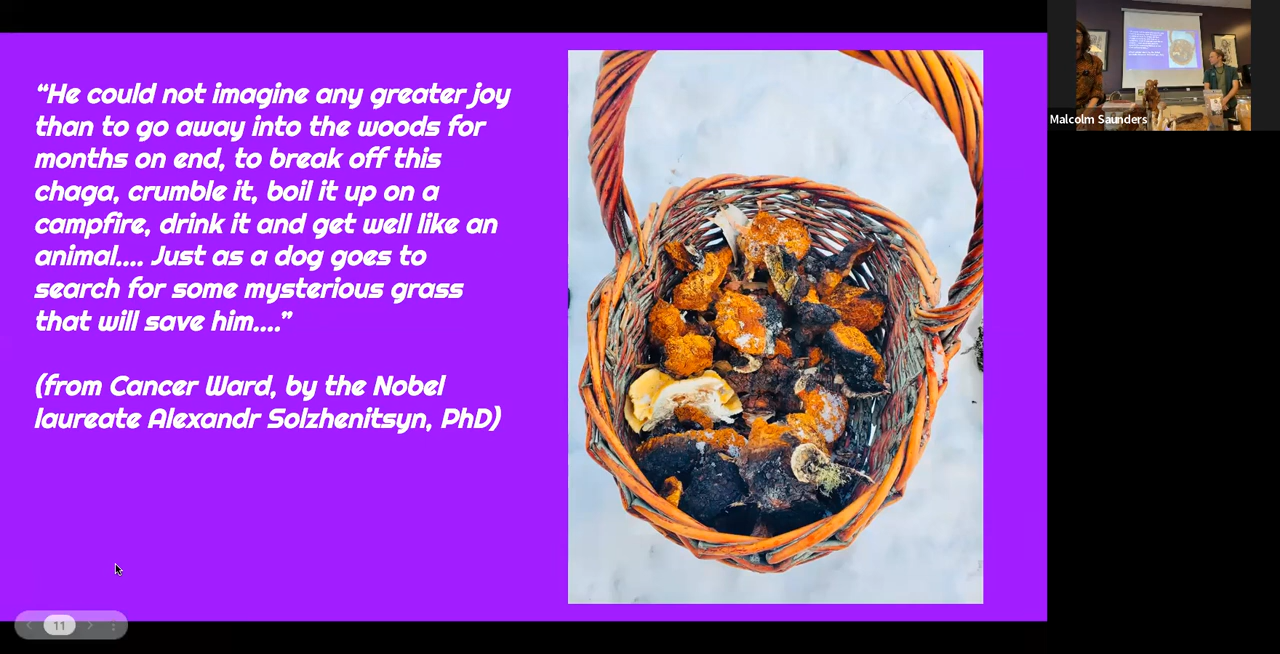 “He could not imagine any greater joy
than to go away into the woods for
months on end, to break off this
chaga, crumble it, boil it up on a
campfire, drink it and get well like an
animal.... Just as a dog goes to
search for some mysterious grass
that will save him....”
(from Cancer Ward, by the Nobel
laureate Alexandr Solzhenitsyn, PhD)
11
Malcolm Saunders